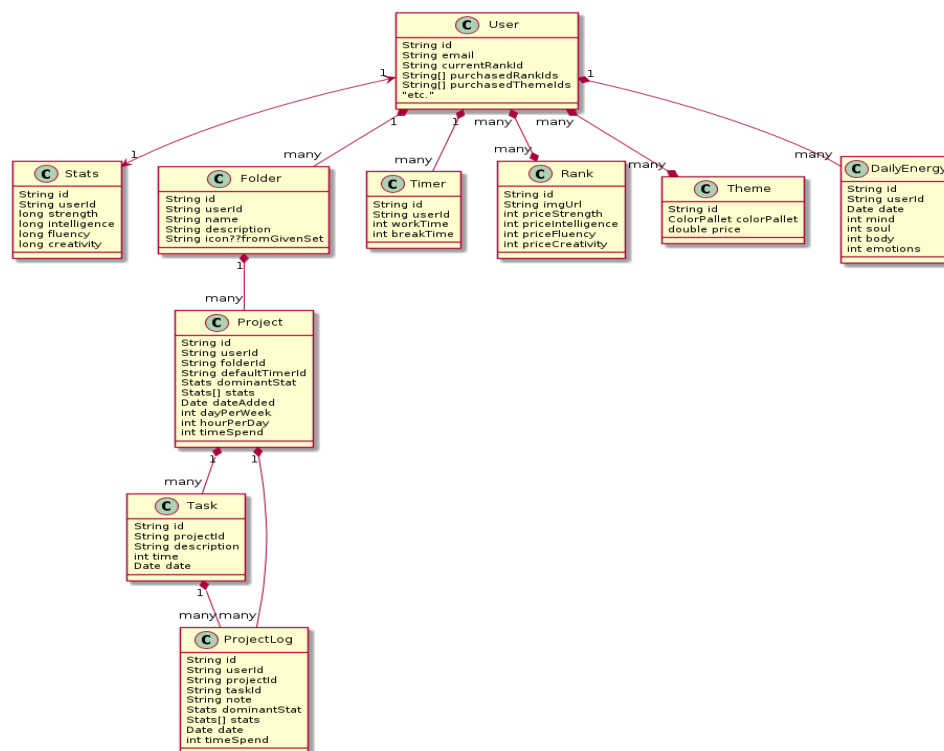 C User
String id
String email
String currentRankId
String[] purchasedRankIds
String[] purchasedThemeIds
"etc."
1
1
1
1
many
many
1
1
many
many
many
many
many
C Stats
String id
String userId
long strength
long intelligence
long fluency
long creativity
C Folder
String id
String userId
String name
String description
String icon??fromGivenSet
C Timer
String id
String userId
int workTime
int breakTime
C Rank
String id
String imgUrl
int priceStrength
int priceIntelligence
int priceFluency
int priceCreativity
C Theme
String id
ColorPallet colorPallet
double price
C DailyEnergy
String id
String userId
Date date
int mind
int soul
int body
int emotions
1
many
C Project
String id
String userId
String folderId
String defaultTimerId
Stats dominantStat
Stats[] stats
Date dateAdded
int dayPerWeek
int hourPerDay
int timeSpend
1
1
many
C Task
String id
String projectId
String description
int time
Date date
1
many
many
C ProjectLog
String id
String userId
String projectId
String taskId
String note
Stats dominantStat
Stats[] stats
Date date
int timeSpend